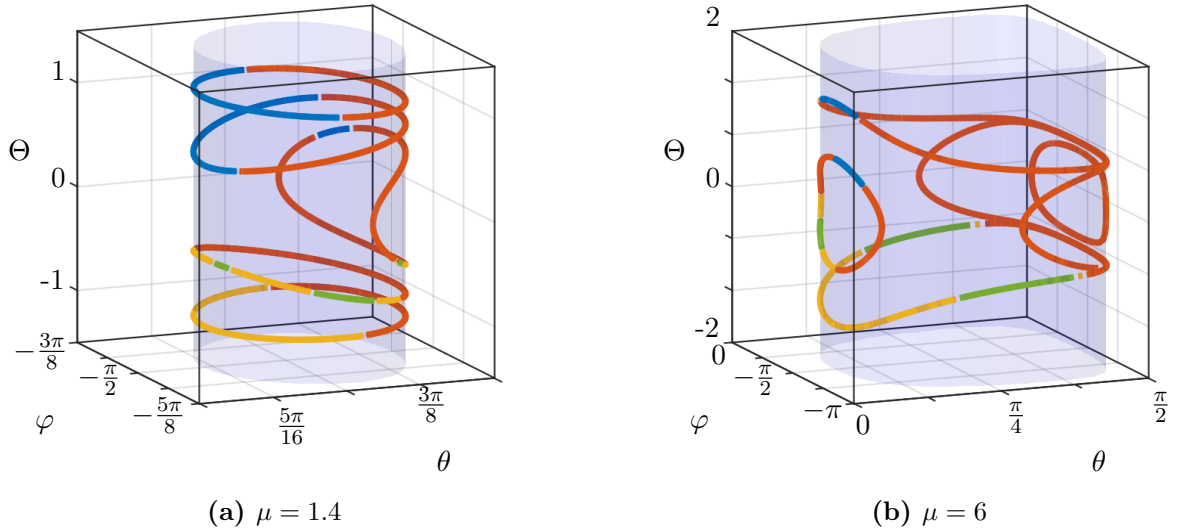 Θ
1
0
-1
−3π/8
−π/2
−5π/8
φ
5π/16
3π/8
θ
(a) μ = 1.4
Θ
2
0
-2
0
−π/2
−π
φ
0
π/4
π/2
θ
(b) μ = 6